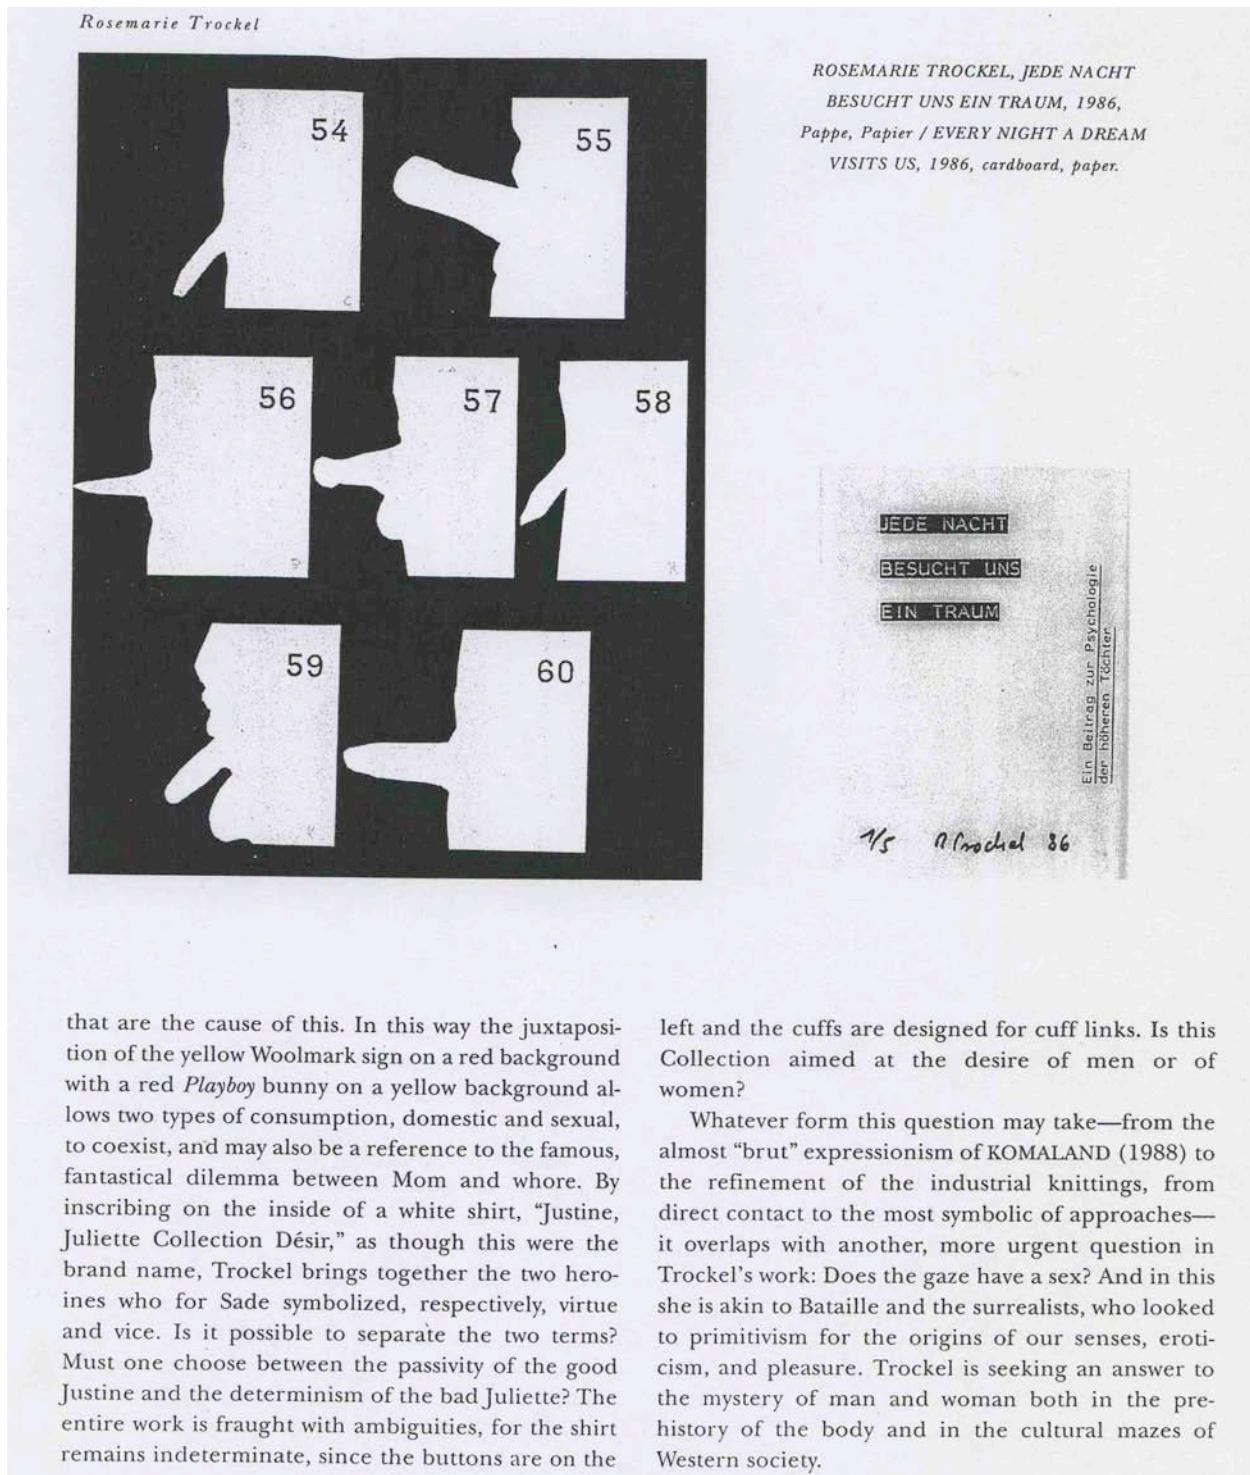 Rosemarie Trockel
54
55
56
57
58
59
60
ROSEMARIE TROCKEL, JEDE NACHT
BESUCHT UNS EIN TRAUM, 1986,
Pappe, Papier / EVERY NIGHT A DREAM
VISITS US, 1986, cardboard, paper.
JEDE NACHT
BESUCHT UNS
EIN TRAUM
Ein Beitrag zur Psychologie
der höheren Töchter
1/5 R Trockel 86
that are the cause of this. In this way the juxtaposi-
tion of the yellow Woolmark sign on a red background
with a red Playboy bunny on a yellow background al-
lows two types of consumption, domestic and sexual,
to coexist, and may also be a reference to the famous,
fantastical dilemma between Mom and whore. By
inscribing on the inside of a white shirt, “Justine,
Juliette Collection Désir,” as though this were the
brand name, Trockel brings together the two hero-
ines who for Sade symbolized, respectively, virtue
and vice. Is it possible to separate the two terms?
Must one choose between the passivity of the good
Justine and the determinism of the bad Juliette? The
entire work is fraught with ambiguities, for the shirt
remains indeterminate, since the buttons are on the
left and the cuffs are designed for cuff links. Is this
Collection aimed at the desire of men or of
women?
Whatever form this question may take—from the
almost “brut” expressionism of KOMALAND (1988) to
the refinement of the industrial knittings, from
direct contact to the most symbolic of approaches—
it overlaps with another, more urgent question in
Trockel's work: Does the gaze have a sex? And in this
she is akin to Bataille and the surrealists, who looked
to primitivism for the origins of our senses, eroti-
cism, and pleasure. Trockel is seeking an answer to
the mystery of man and woman both in the pre-
history of the body and in the cultural mazes of
Western society.